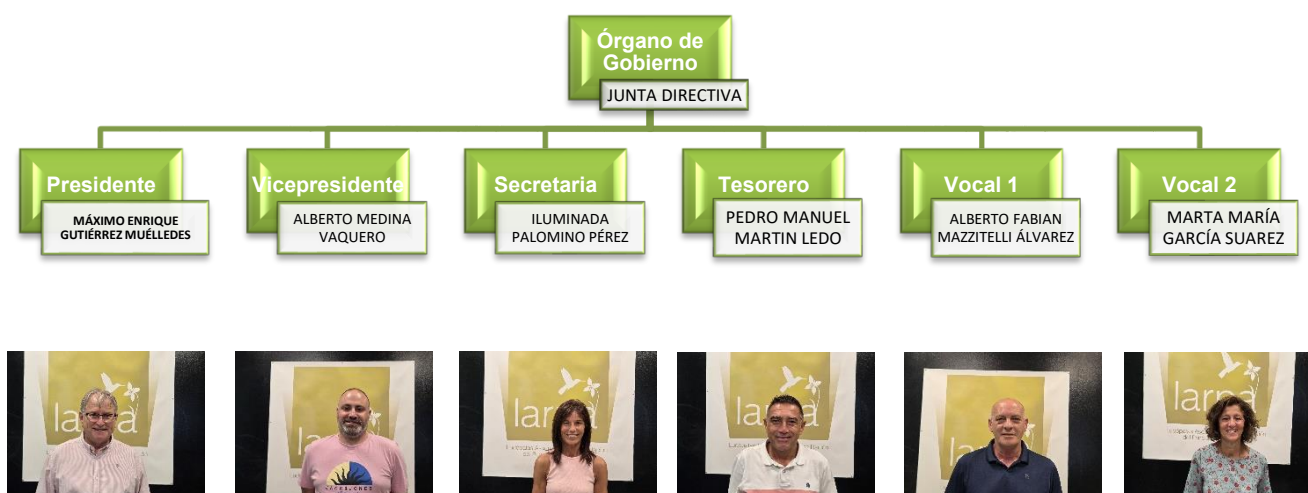 Órgano de
Gobierno
JUNTA DIRECTIVA
Presidente
MÁXIMO ENRIQUE
GUTIÉRREZ MUÉLLEDES
Vicepresidente
ALBERTO MEDINA
VAQUERO
Secretaria
ILUMINADA
PALOMINO PÉREZ
Tesorero
PEDRO MANUEL
MARTIN LEDO
Vocal 1
ALBERTO FABIAN
MAZZITELLI ÁLVAREZ
Vocal 2
MARTA MARÍA
GARCÍA SUAREZ
larpa
larpa
larpa
larpa
larpa
larpa